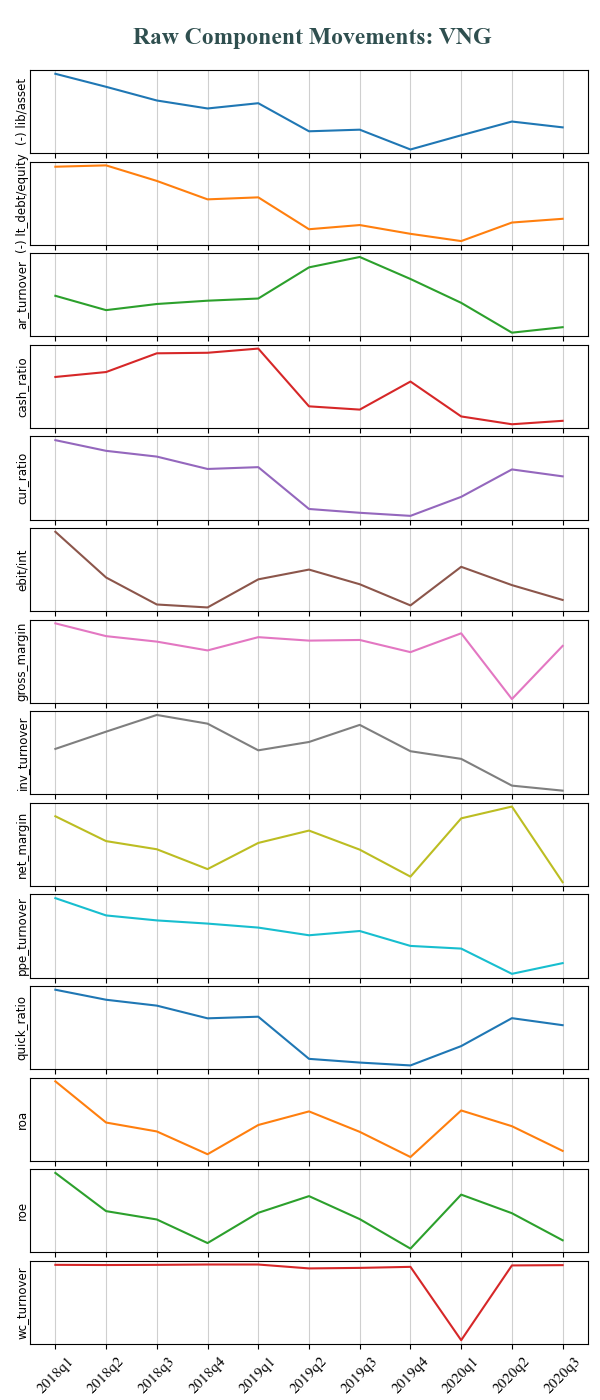 Raw Component Movements: VNG
(-) lib/asset
(-) lt_debt/equity
ar_turnover
cash_ratio
cur_ratio
ebit/int
gross_margin
inv_turnover
net_margin
ppe_turnover
quick_ratio
roa
roe
wc_turnover
2018q1 2018q2 2018q3 2018q4 2019q1 2019q2 2019q3 2019q4 2020q1 2020q2 2020q3